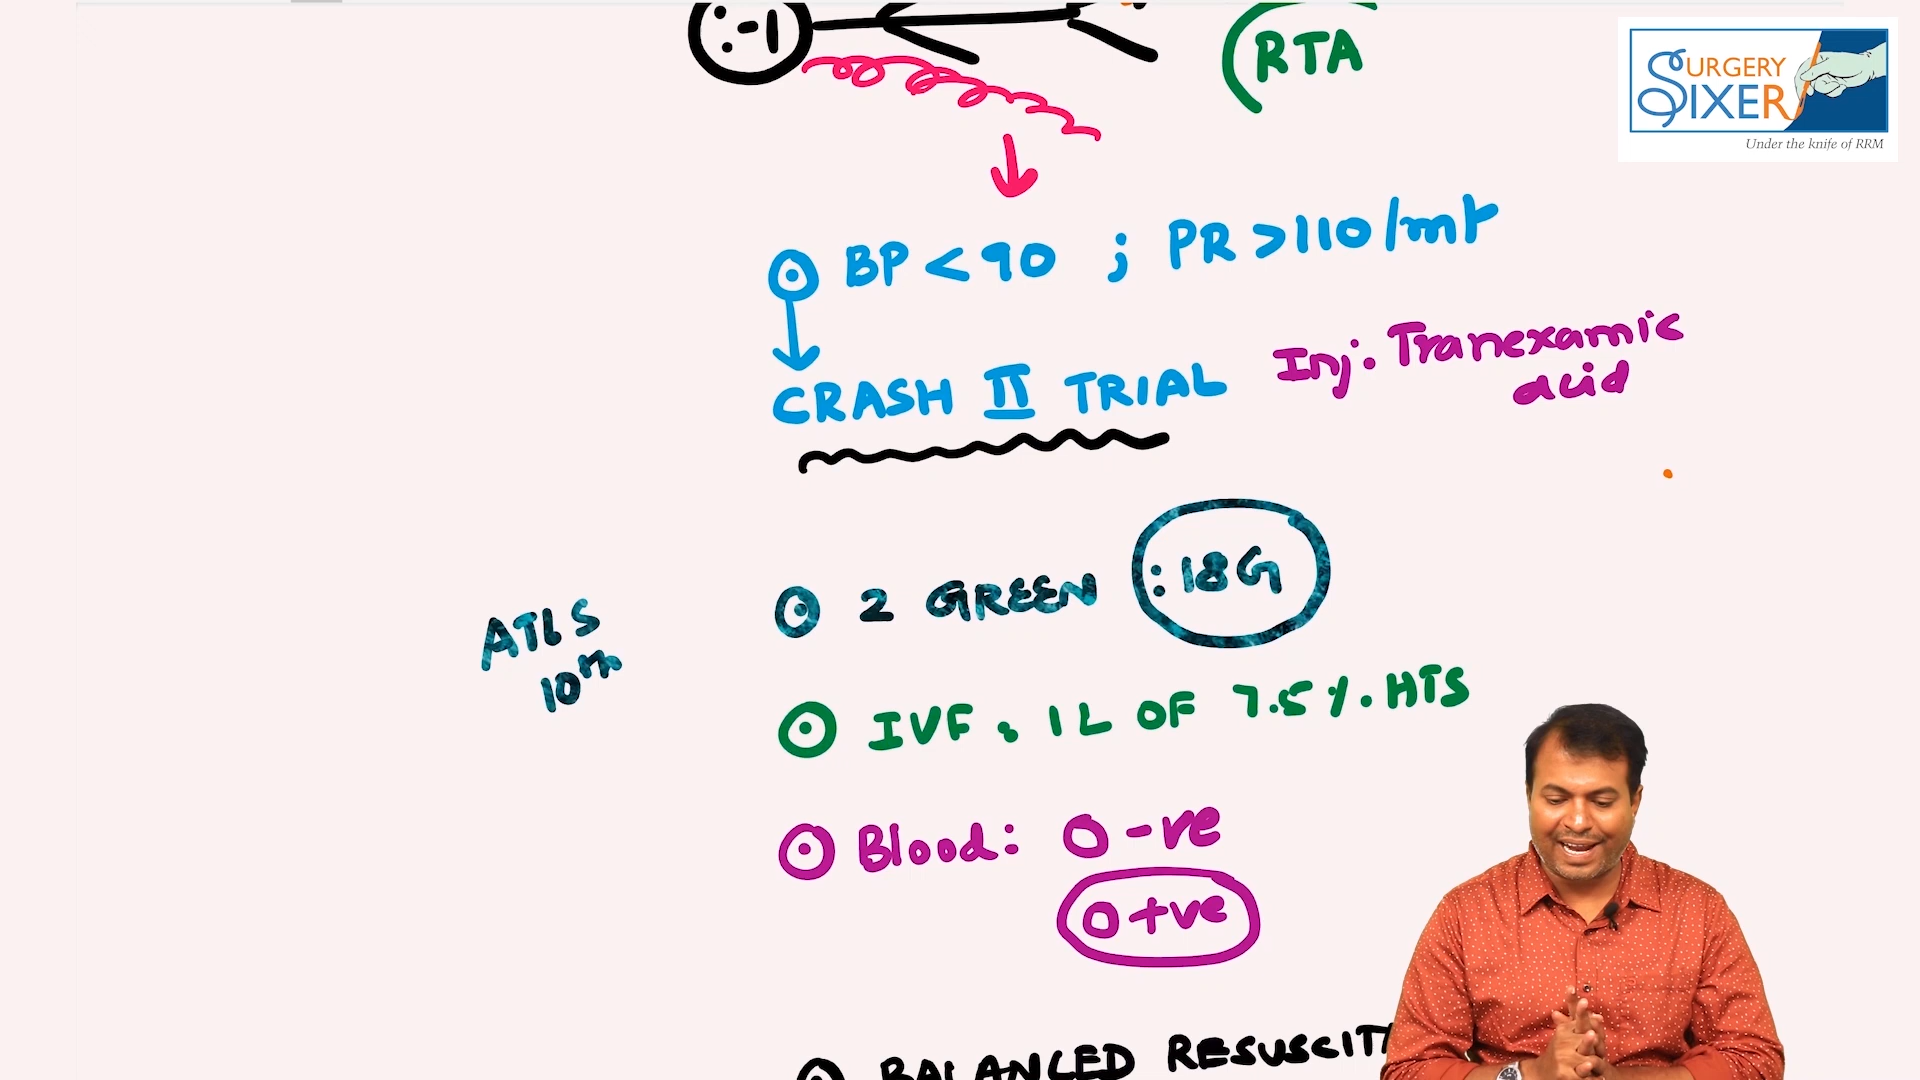 RTA
SURGERY
SIXER
Under the knife of RRM
BP < 90 ; PR > 110/mt
CRASH II TRIAL
Inj. Tranexamic
acid
ATLS
10th
2 GREEN : 18G
IVF : 1L OF 7.5%. HTS
Blood: O -ve
O +ve
BALANCED